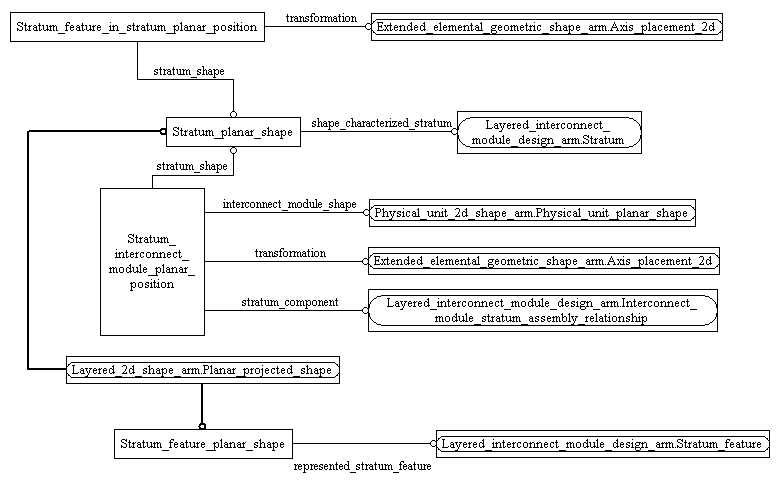 Stratum_feature_in_stratum_planar_position
transformation
Extended_elemental_geometric_shape_arm.Axis_placement_2d
stratum_shape
Stratum_planar_shape
shape_characterized_stratum
Layered_interconnect_
module_design_arm.Stratum
stratum_shape
Stratum_
interconnect_
module_planar_
position
interconnect_module_shape
Physical_unit_2d_shape_arm.Physical_unit_planar_shape
transformation
Extended_elemental_geometric_shape_arm.Axis_placement_2d
stratum_component
Layered_interconnect_module_design_arm.Interconnect_
module_stratum_assembly_relationship
Layered_2d_shape_arm.Planar_projected_shape
Stratum_feature_planar_shape
represented_stratum_feature
Layered_interconnect_module_design_arm.Stratum_feature